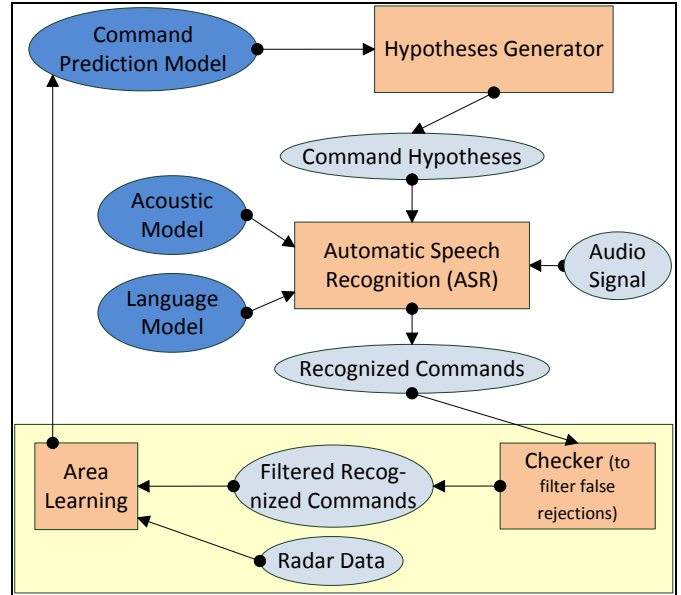 Command
Prediction Model
Hypotheses Generator
Command Hypotheses
Acoustic
Model
Automatic Speech
Recognition (ASR)
Audio
Signal
Language
Model
Recognized Commands
Area
Learning
Filtered Recog-
nized Commands
Checker (to
filter false
rejections)
Radar Data